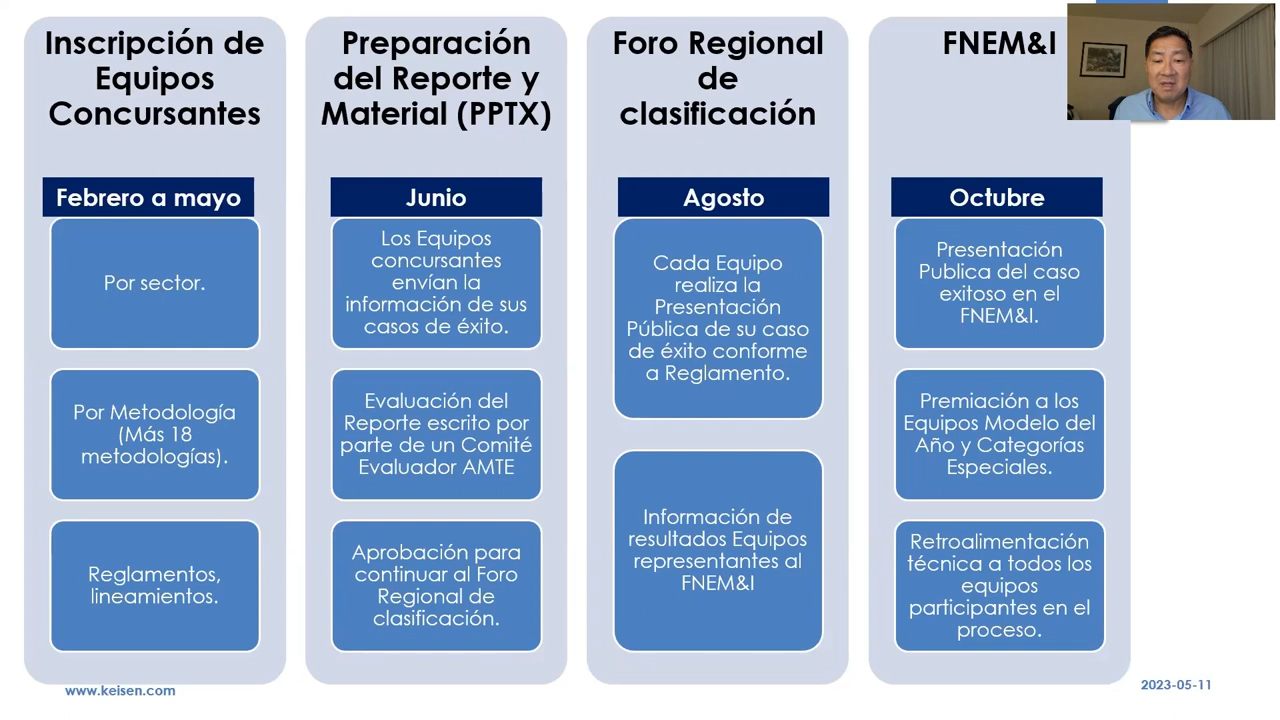 Inscripción de
Equipos
Concursantes
Febrero a mayo
Por sector.
Por Metodología
(Más 18
metodologías).
Reglamentos,
lineamientos.
Preparación
del Reporte y
Material (PPTX)
Junio
Los Equipos
concursantes
envían la
información de sus
casos de éxito.
Evaluación del
Reporte escrito por
parte de un Comité
Evaluador AMTE
Aprobación para
continuar al Foro
Regional de
clasificación.
Foro Regional
de
clasificación
Agosto
Cada Equipo
realiza la
Presentación
Pública de su caso
de éxito conforme
a Reglamento.
Información de
resultados Equipos
representantes al
FNEM&I
FNEM&I
Octubre
Presentación
Publica del caso
exitoso en el
FNEM&I.
Premiación a los
Equipos Modelo del
Año y Categorías
Especiales.
Retroalimentación
técnica a todos los
equipos
participantes en el
proceso.
www.keisen.com
2023-05-11